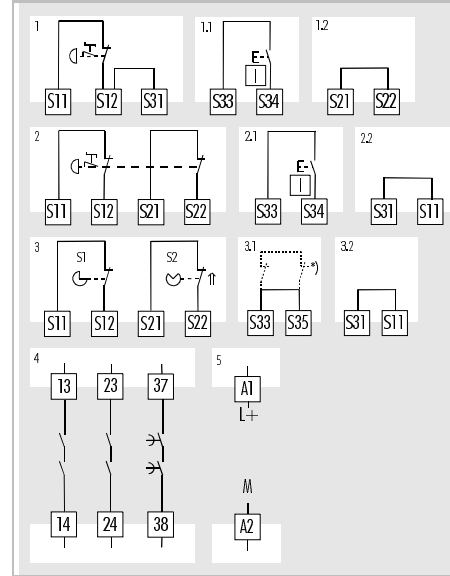 1 1.1 1.2
S11 S12 S31 S33 S34 S21 S22
2 2.1 2.2
S11 S12 S21 S22 S33 S34 S31 S11
3 S1 S2 3.1 *) 3.2
S11 S12 S21 S22 S33 S35 S31 S11
4 5
13 23 37 A1
L+
M
14 24 38 A2